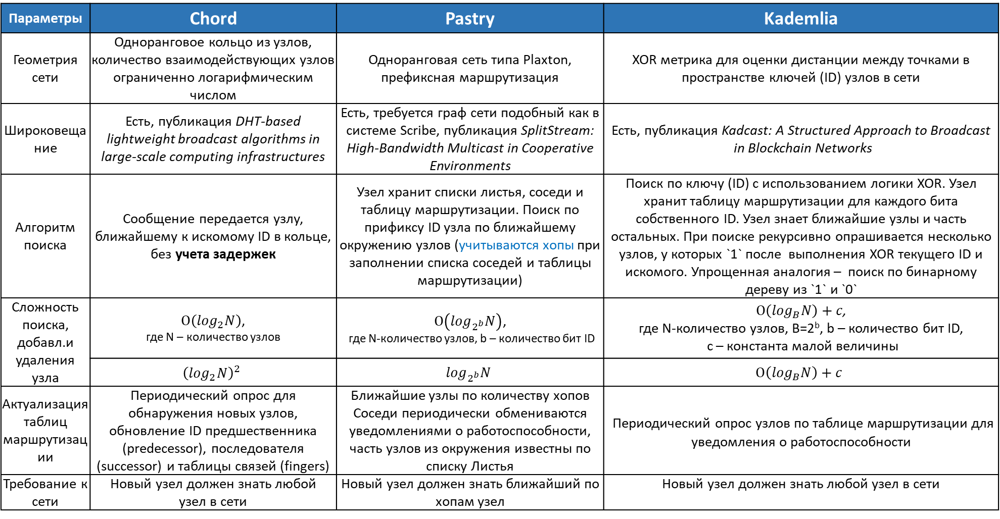 Параметры
Chord
Pastry
Kademlia
Геометрия
сети
Одноранговое кольцо из узлов,
количество взаимодействующих узлов
ограниченно логарифмическим
числом
Одноранговая сеть типа Plaxton,
префиксная маршрутизация
XOR метрика для оценки дистанции между точками в
пространстве ключей (ID) узлов в сети
Широковеща
ние
Есть, публикация DHT-based
lightweight broadcast algorithms in
large-scale computing infrastructures
Есть, требуется граф сети подобный как в
системе Scribe, публикация SplitStream:
High-Bandwidth Multicast in Cooperative
Environments
Есть, публикация Kadcast: A Structured Approach to Broadcast
in Blockchain Networks
Алгоритм
поиска
Сообщение передается узлу,
ближайшему к искомому ID в кольце,
без учета задержек
Узел хранит списки листья, соседи и
таблицу маршрутизации. Поиск по
прификсу ID узла по ближайшему
окружению узлов (учитываются хопы при
заполнении списка соседей и таблицы
маршрутизации)
Поиск по ключу (ID) с использованием логики XOR. Узел
хранит таблицу маршрутизации для каждого бита
собственного ID. Узел знает ближайшие узлы и часть
остальных. При поиске рекурсивно опрашивается несколько
узлов, у которых `1` после выполнения XOR текущего ID и
искомого. Упрощенная аналогия – поиск по бинарному
дереву из `1` и `0`
Сложность
поиска,
добавл.и
удаления
узла
O(log₂N),
где N – количество узлов
O(log_{2^b}N),
где N-количество узлов, b – количество бит ID
O(log_B N) + c,
где N-количество узлов, B=2ᵇ, b – количество бит ID,
c – константа малой величины
(log₂N)²
log_{2^b}N
O(log_B N) + c
Актуализация
таблиц
маршрутизац
ии
Периодический опрос для
обнаружения новых узлов,
обновление ID предшественника
(predecessor), последователя
(successor) и таблицы связей (fingers)
Ближайшие узлы по количеству хопов
Соседи периодически обмениваются
уведомлениями о работоспособности,
часть узлов из окружения известны по
списку Листья
Периодический опрос узлов по таблице маршрутизации для
уведомления о работоспособности
Требование к
сети
Новый узел должен знать любой
узел в сети
Новый узел должен знать ближайший по
хопам узел
Новый узел должен знать любой узел в сети